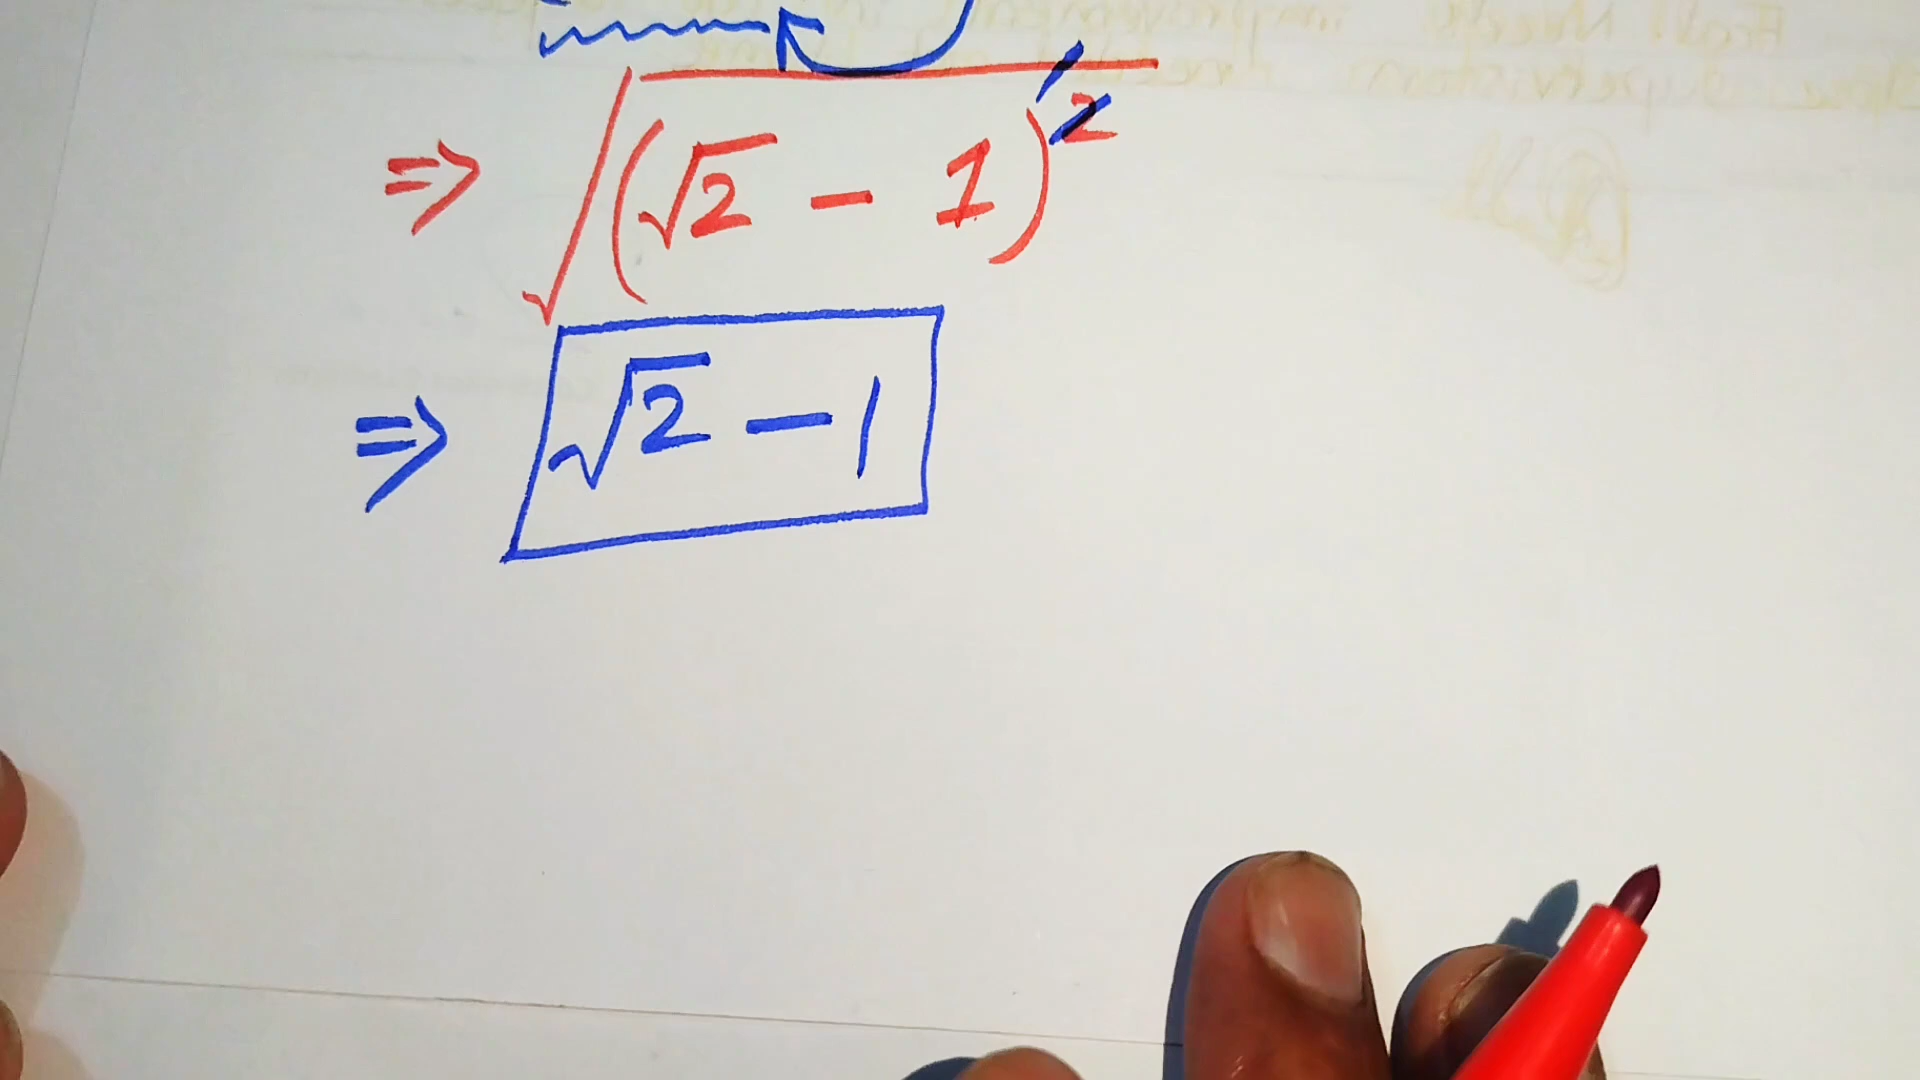 ⇒ √(√2 - 1)²
⇒ √2 - 1